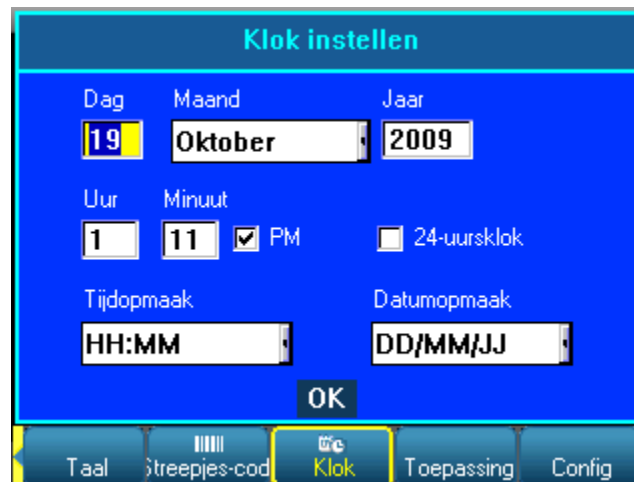 Klok instellen
Dag Maand Jaar
19 Oktober 2009
Uur Minuut
1 11 PM 24-uursklok
Tijdopmaak Datumopmaak
HH:MM DD/MM/JJ
OK
Taal Streepjes-cod Klok Toepassing Config